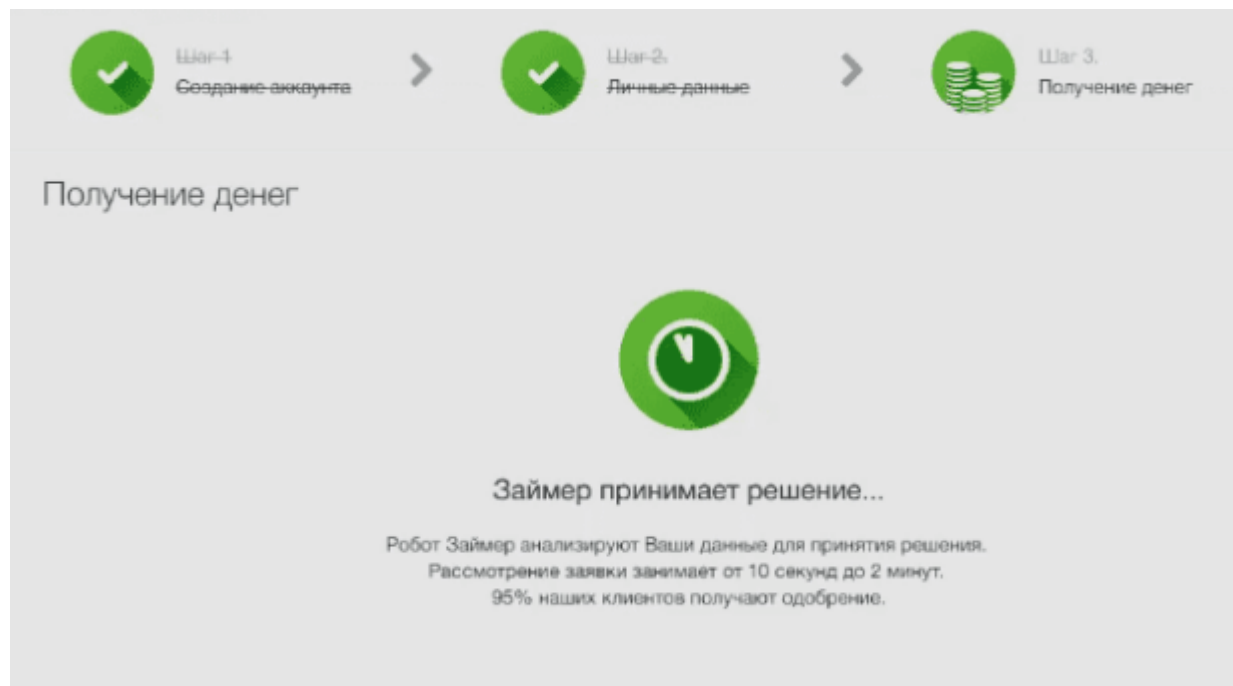 Шаг 1
Создание аккаунта
Шаг 2.
Личные данные
Шаг 3.
Получение денег
Получение денег
Займер принимает решение...
Робот Займер анализируют Ваши данные для принятия решения.
Рассмотрение заявки занимает от 10 секунд до 2 минут.
95% наших клиентов получают одобрение.